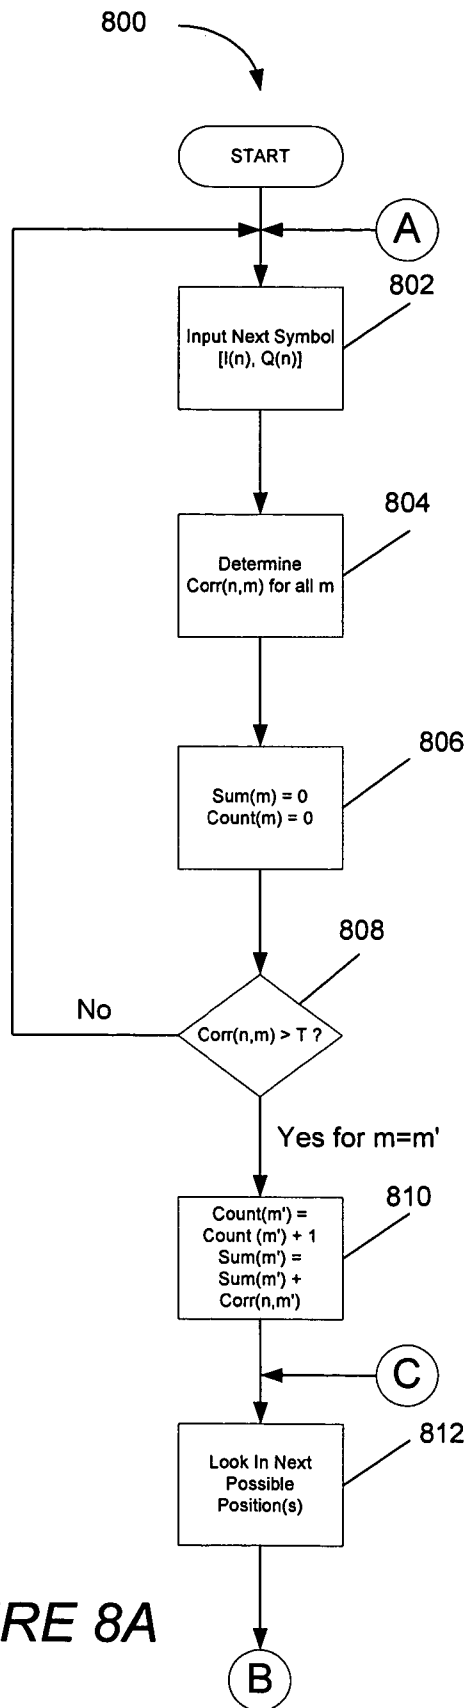 800
START
A
802
Input Next Symbol
[I(n), Q(n)]
804
Determine
Corr(n,m) for all m
806
Sum(m) = 0
Count(m) = 0
808
No
Corr(n,m) > T ?
Yes for m=m'
810
Count(m') =
Count (m') + 1
Sum(m') =
Sum(m') +
Corr(n,m')
C
812
Look In Next
Possible
Position(s)
RE 8A
B